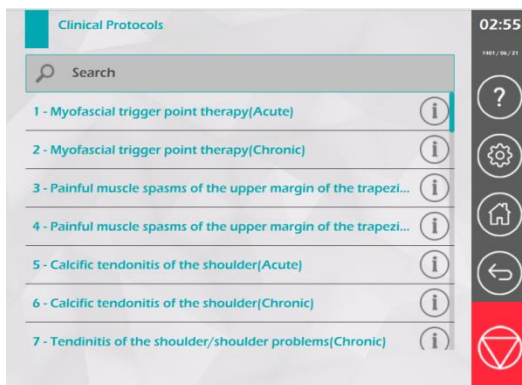 Clinical Protocols
02:55
1401/06/21
Search
1 - Myofascial trigger point therapy(Acute)
2 - Myofascial trigger point therapy(Chronic)
3 - Painful muscle spasms of the upper margin of the trapezi...
4 - Painful muscle spasms of the upper margin of the trapezi...
5 - Calcific tendonitis of the shoulder(Acute)
6 - Calcific tendonitis of the shoulder(Chronic)
7 - Tendinitis of the shoulder/shoulder problems(Chronic)